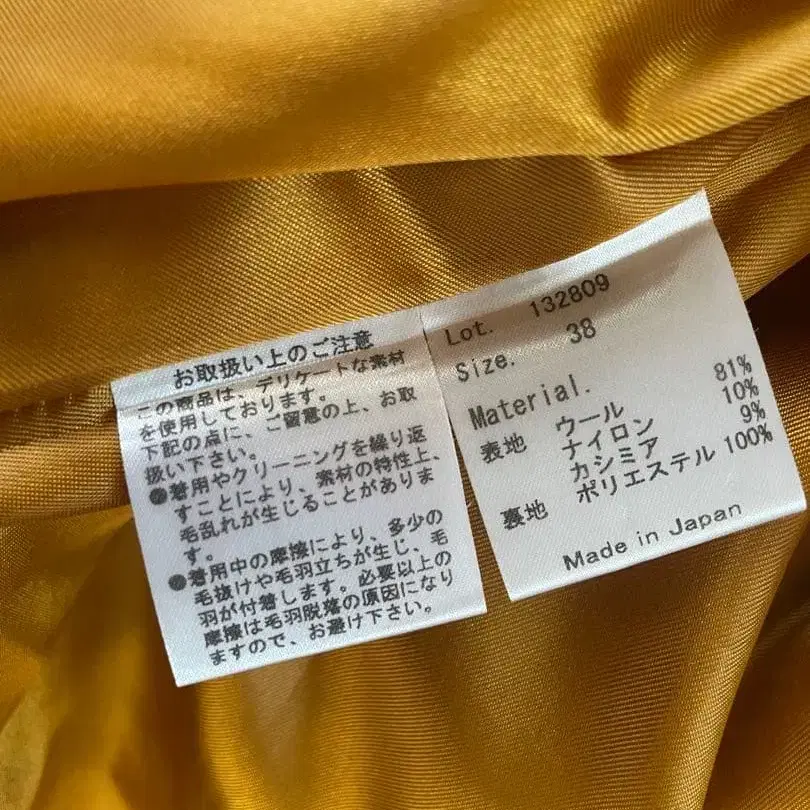 お取扱い上のご注意
この商品は、デリケートな素材
を使用しております。
下記の点に、ご留意の上、お取
扱い下さい。
●着用やクリーニングを繰り返
すことにより、素材の特性上、
毛乱れが生じることがありま
す。
●着用中の摩擦により、多少の
毛抜けや毛羽立ちが生じ、毛
羽が付着します。必要以上の
摩擦は毛羽脱落の原因になり
ますので、お避け下さい。
Lot. 132809
Size. 38
Material.
表地 ウール 81%
ナイロン 10%
カシミア 9%
裏地 ポリエステル 100%
Made in Japan